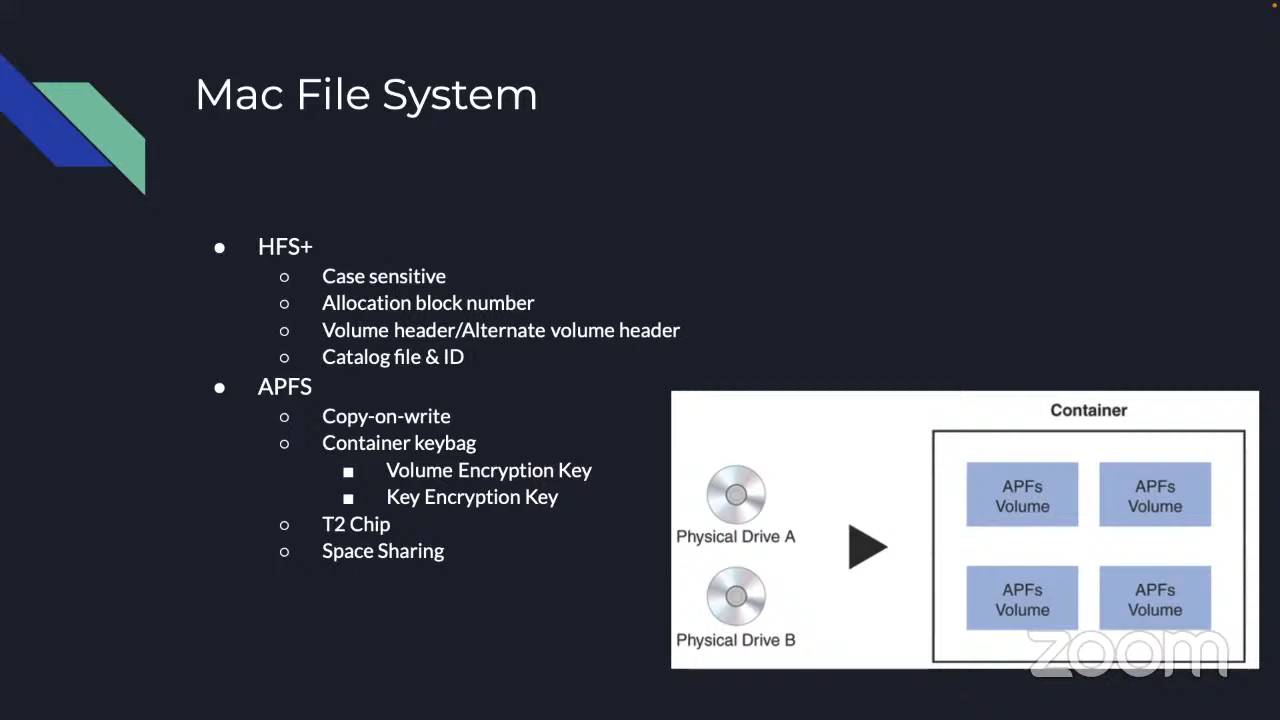 Mac File System
● HFS+
○ Case sensitive
○ Allocation block number
○ Volume header/Alternate volume header
○ Catalog file & ID
● APFS
○ Copy-on-write
○ Container keybag
■ Volume Encryption Key
■ Key Encryption Key
○ T2 Chip
○ Space Sharing
Container
Physical Drive A
Physical Drive B
APFs
Volume
APFs
Volume
APFs
Volume
APFs
Volume
zoom